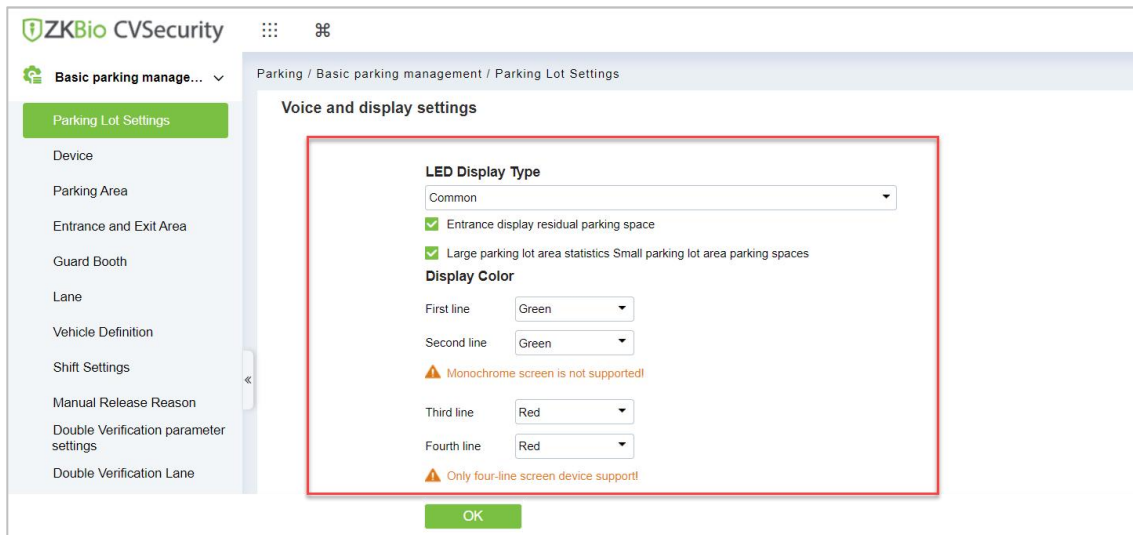 ZKBio CVSecurity
Basic parking manage...
Parking Lot Settings
Device
Parking Area
Entrance and Exit Area
Guard Booth
Lane
Vehicle Definition
Shift Settings
Manual Release Reason
Double Verification parameter
settings
Double Verification Lane
Parking / Basic parking management / Parking Lot Settings
Voice and display settings
LED Display Type
Common
Entrance display residual parking space
Large parking lot area statistics Small parking lot area parking spaces
Display Color
First line Green
Second line Green
Monochrome screen is not supported!
Third line Red
Fourth line Red
Only four-line screen device support!
OK